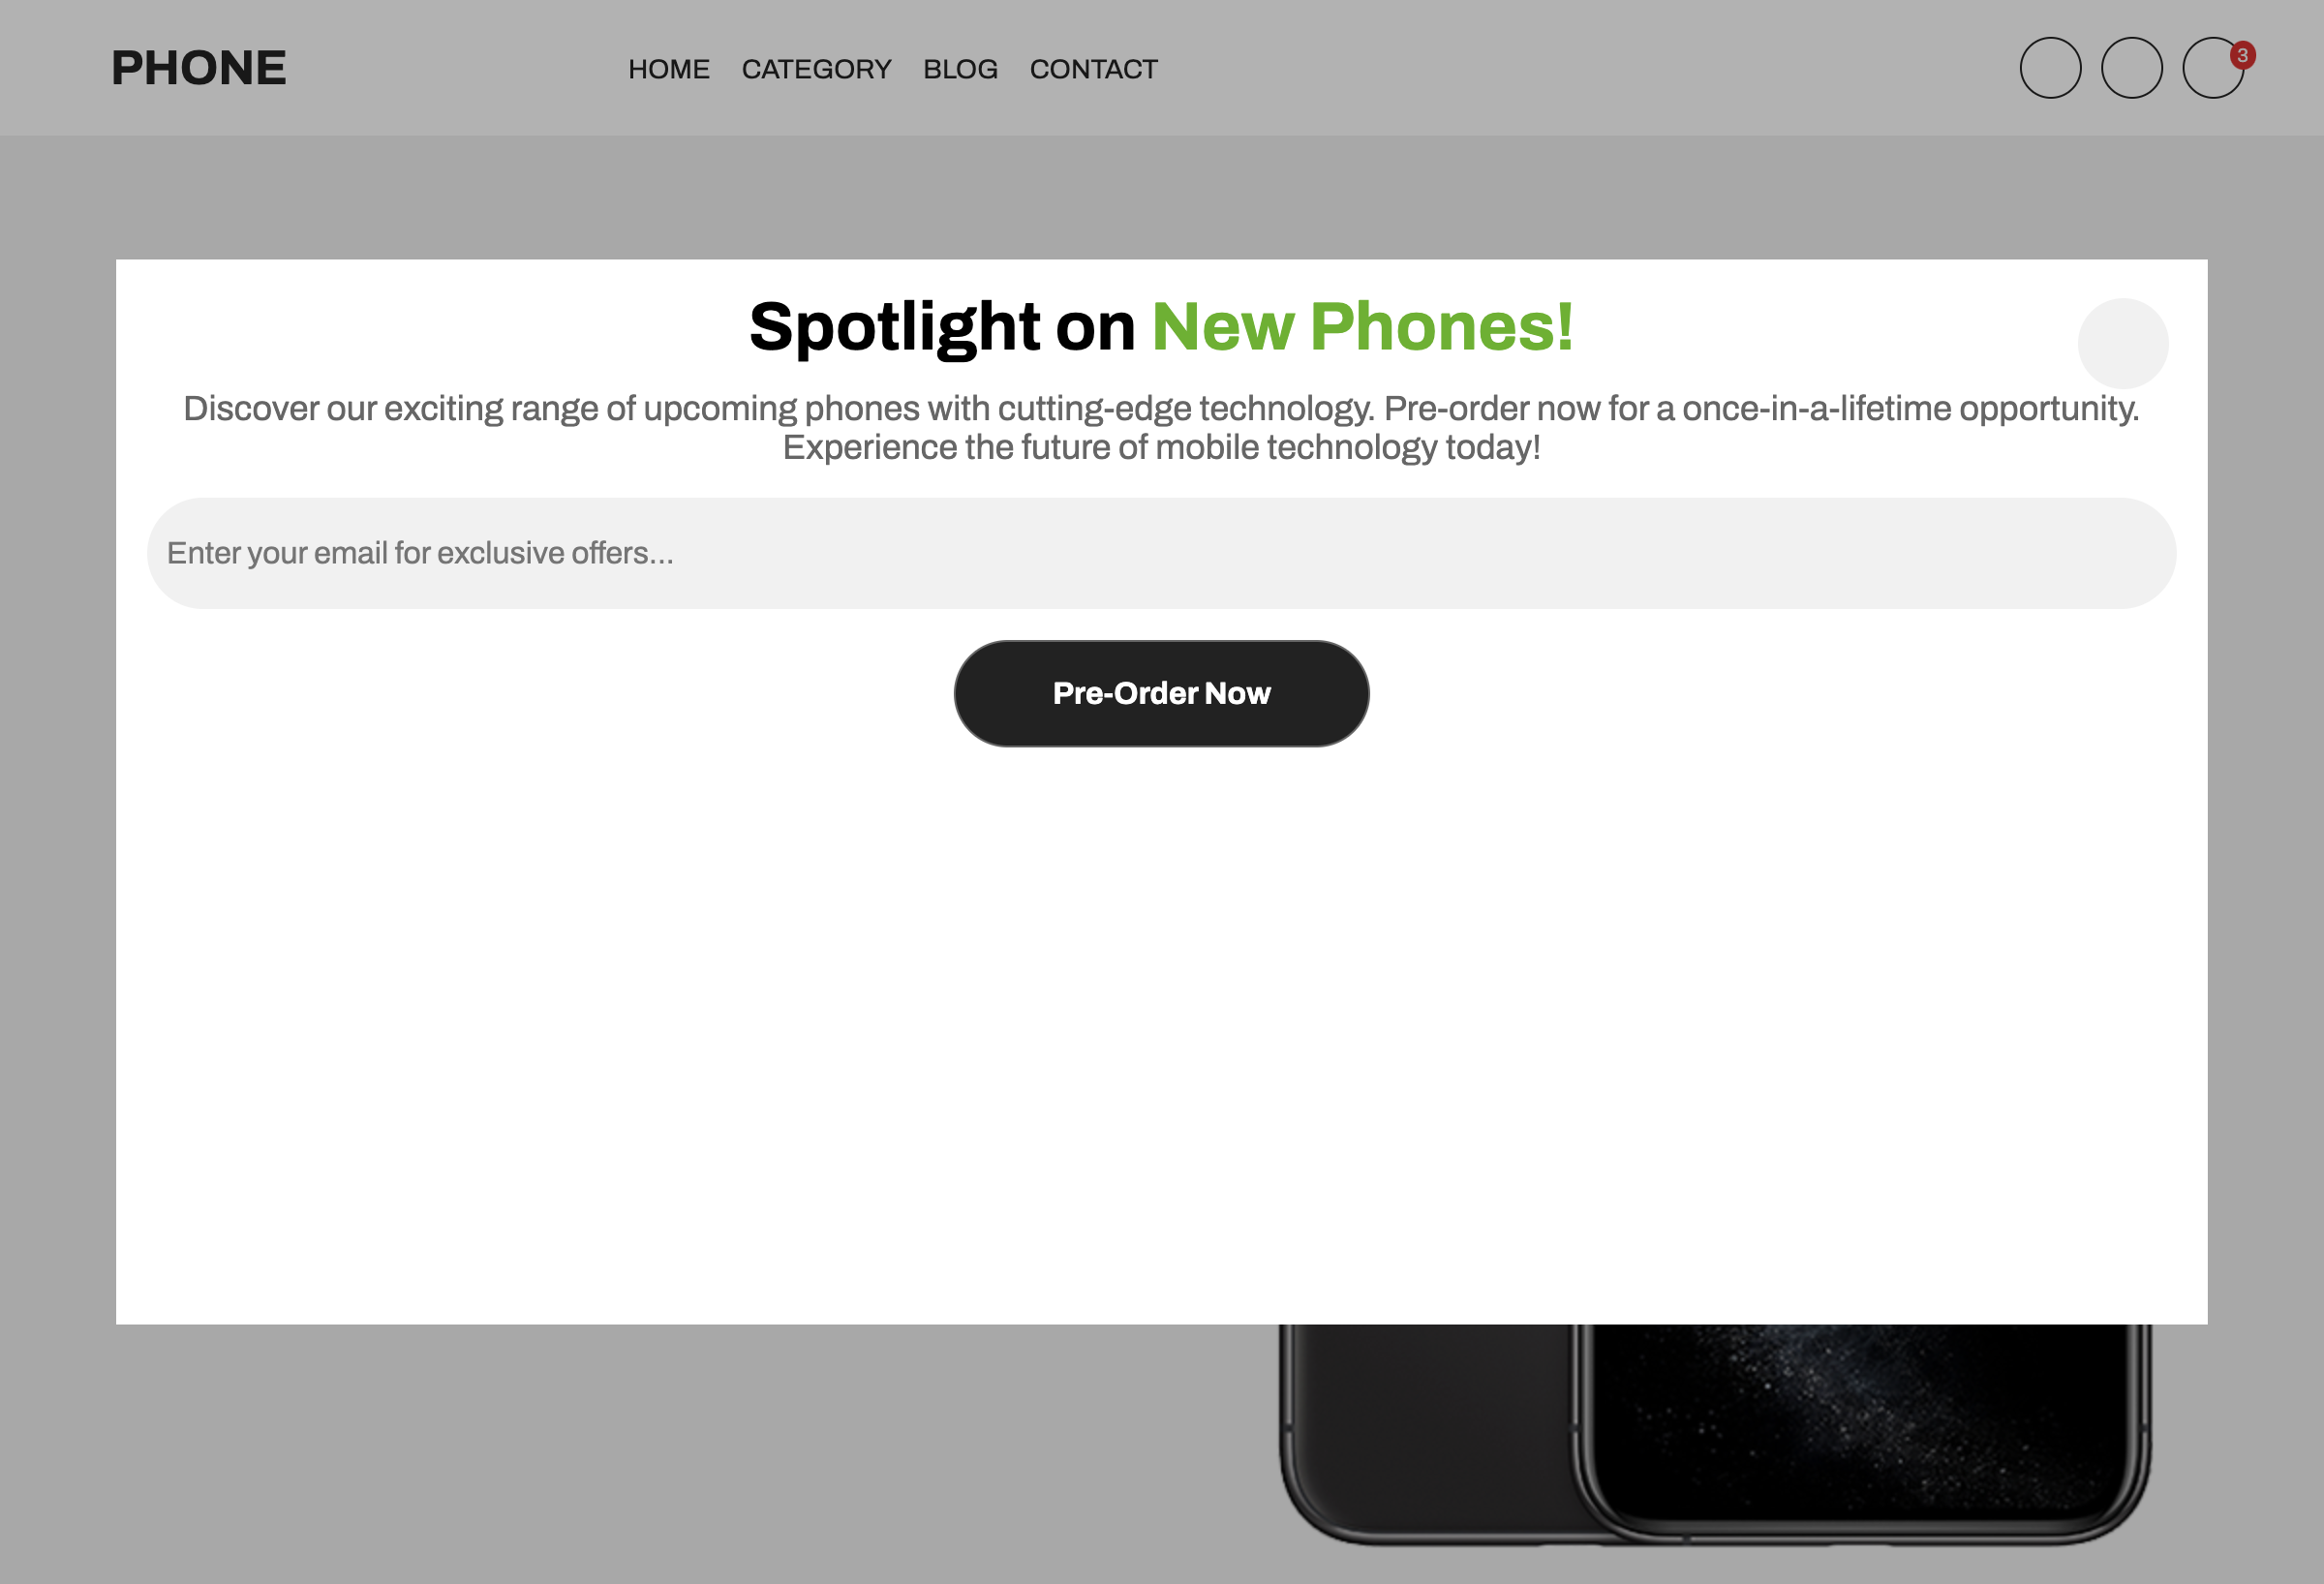 PHONE
HOME CATEGORY BLOG CONTACT
3
Spotlight on New Phones!
Discover our exciting range of upcoming phones with cutting-edge technology. Pre-order now for a once-in-a-lifetime opportunity.
Experience the future of mobile technology today!
Enter your email for exclusive offers...
Pre-Order Now